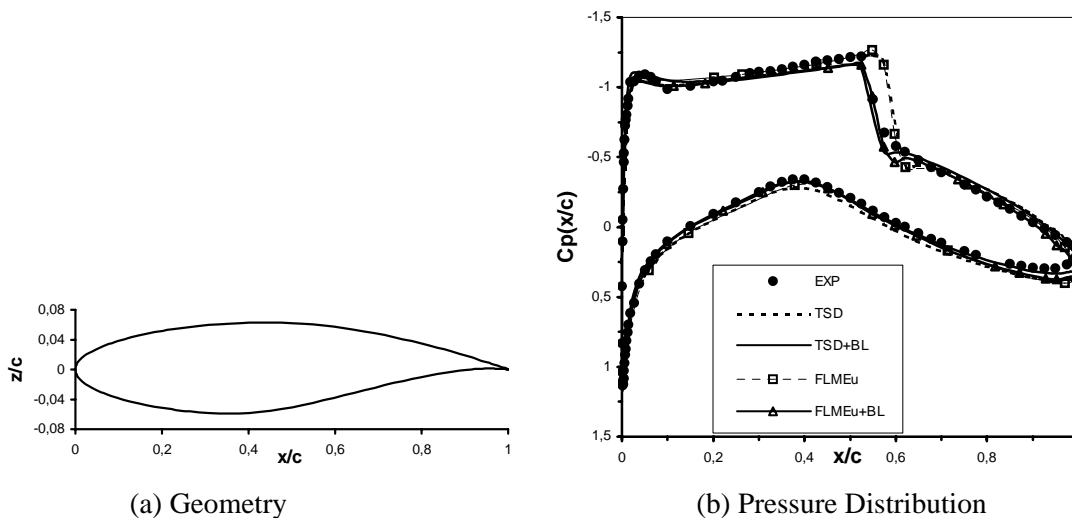 0,08
0,04
0
-0,04
-0,08
z/c
0
0,2
0,4
0,6
0,8
1
x/c
(a) Geometry
-1,5
-1
-0,5
0
0,5
1
1,5
Cp(x/c)
EXP
TSD
TSD+BL
FLMEu
FLMEu+BL
0
0,2
0,4
0,6
0,8
x/c
(b) Pressure Distribution